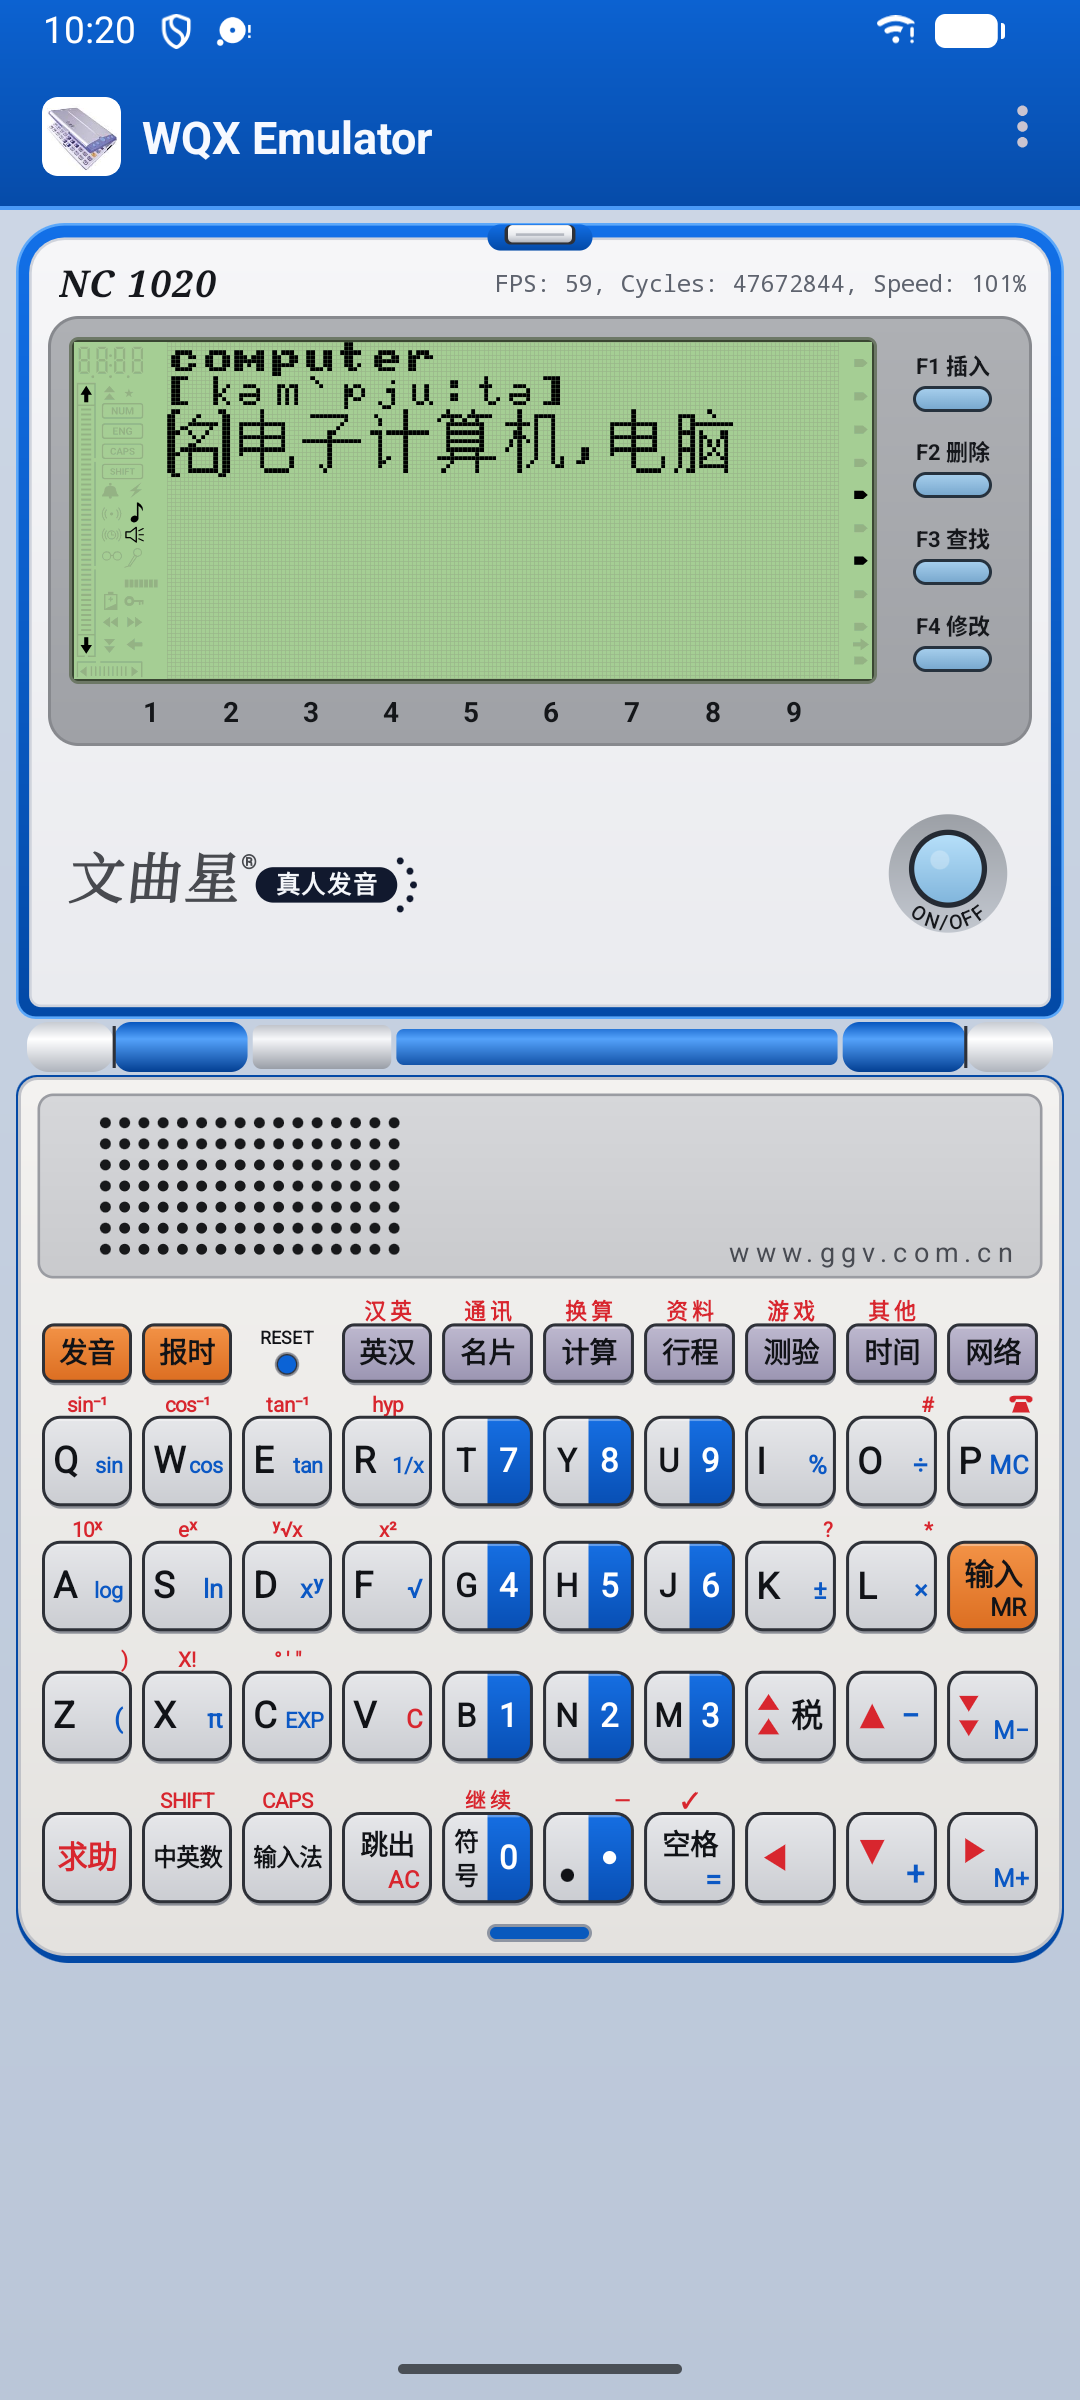 10:20
WQX Emulator
NC 1020
FPS: 59, Cycles: 47672844, Speed: 101%
computer
[ kam`pju:ta]
[名]电子计算机,电脑
NUM
ENG
CAPS
SHIFT
F1 插入
F2 删除
F3 查找
F4 修改
1 2 3 4 5 6 7 8 9
文曲星® 真人发音
ON/OFF
www.ggv.com.cn
汉英 通讯 换算 资料 游戏 其他
发音 报时 RESET 英汉 名片 计算 行程 测验 时间 网络
sin⁻¹ cos⁻¹ tan⁻¹ hyp #
Q sin W cos E tan R 1/x T 7 Y 8 U 9 I % O ÷ P MC
10ˣ eˣ ʸ√x x² ? *
A log S ln D xʸ F √ G 4 H 5 J 6 K ± L × 输入 MR
) X! ° ' "
Z ( X π C EXP V C B 1 N 2 M 3 税 − M−
SHIFT CAPS 继续 − ✓
求助 中英数 输入法 跳出 AC 符号 0 . • 空格 = + M+